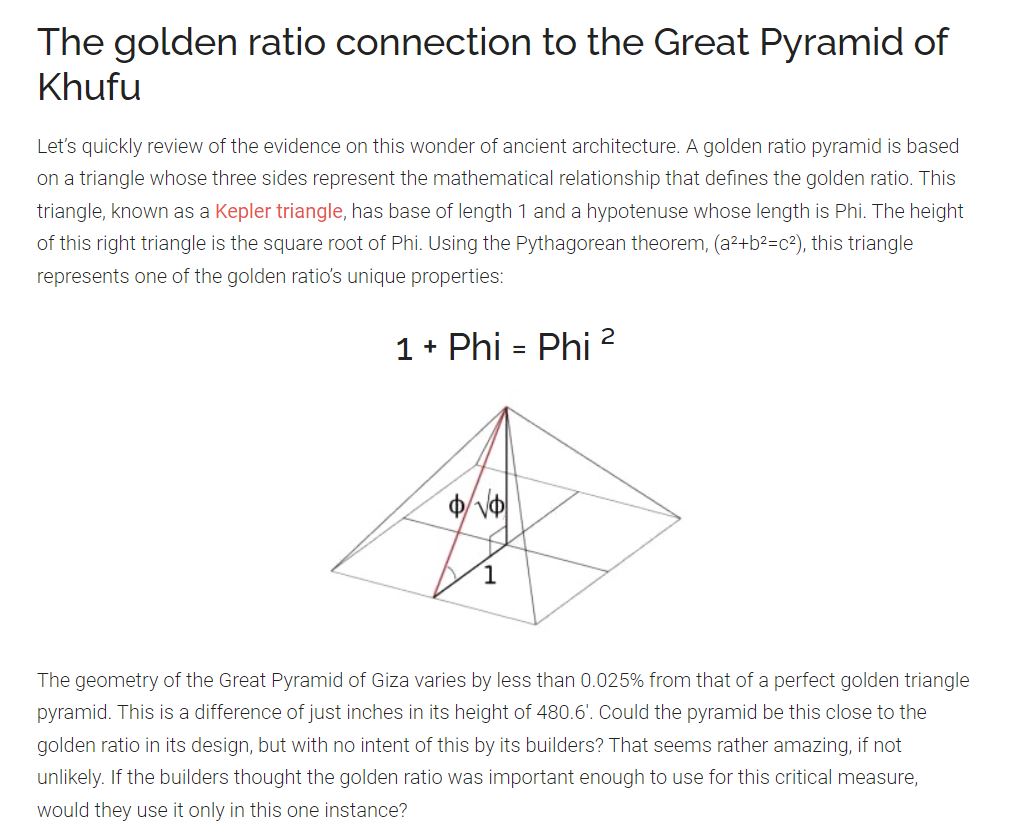 The golden ratio connection to the Great Pyramid of
Khufu
Let's quickly review of the evidence on this wonder of ancient architecture. A golden ratio pyramid is based
on a triangle whose three sides represent the mathematical relationship that defines the golden ratio. This
triangle, known as a Kepler triangle, has base of length 1 and a hypotenuse whose length is Phi. The height
of this right triangle is the square root of Phi. Using the Pythagorean theorem, (a²+b²=c²), this triangle
represents one of the golden ratio's unique properties:
1 + Phi = Phi ²
ϕ √ϕ
1
The geometry of the Great Pyramid of Giza varies by less than 0.025% from that of a perfect golden triangle
pyramid. This is a difference of just inches in its height of 480.6'. Could the pyramid be this close to the
golden ratio in its design, but with no intent of this by its builders? That seems rather amazing, if not
unlikely. If the builders thought the golden ratio was important enough to use for this critical measure,
would they use it only in this one instance?